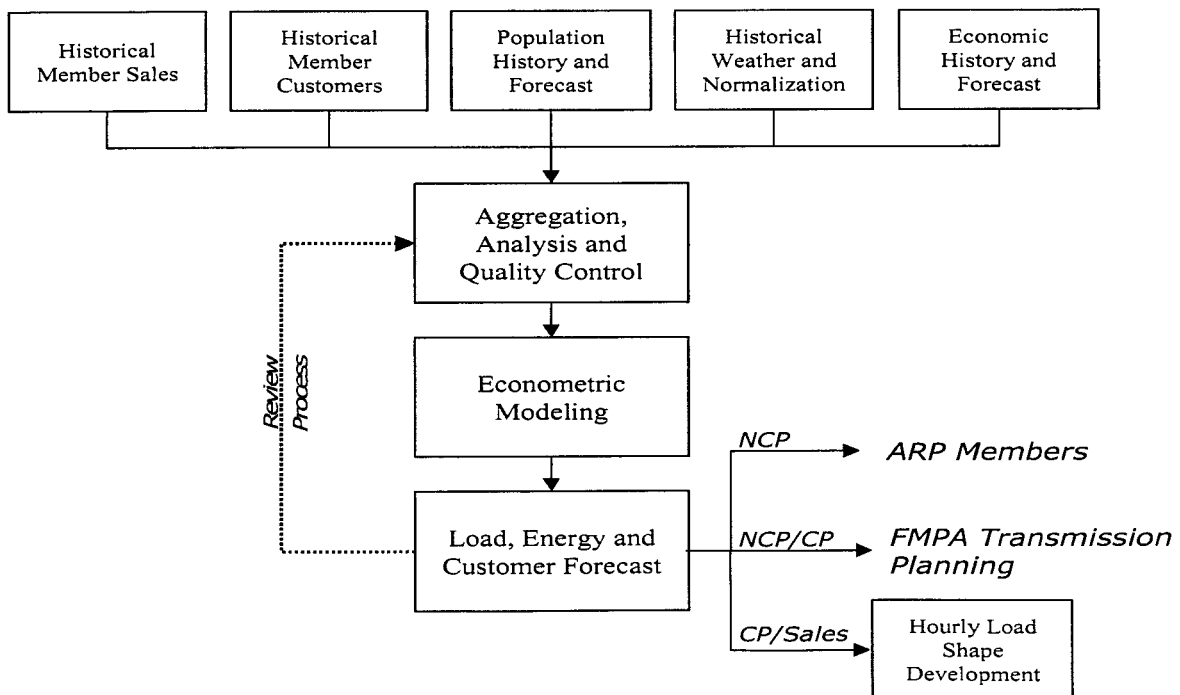 Historical
Member Sales
Historical
Member
Customers
Population
History and
Forecast
Historical
Weather and
Normalization
Economic
History and
Forecast
Aggregation,
Analysis and
Quality Control
Review
Process
Econometric
Modeling
NCP
ARP Members
Load, Energy and
Customer Forecast
NCP/CP
FMPA Transmission
Planning
CP/Sales
Hourly Load
Shape
Development